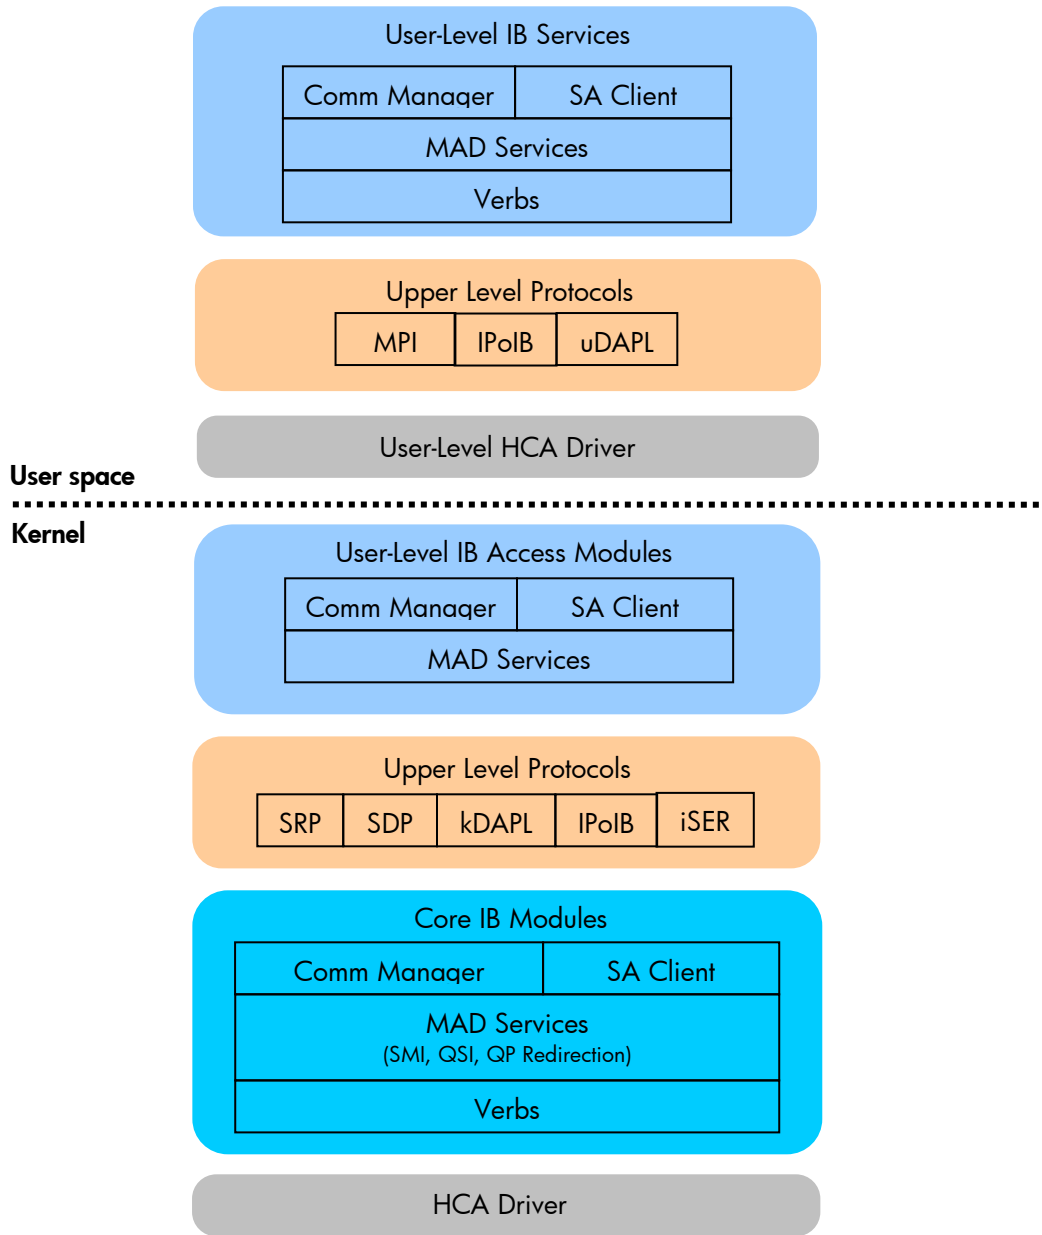 User-Level IB Services
Comm Manager SA Client
MAD Services
Verbs
Upper Level Protocols
MPI IPoIB uDAPL
User-Level HCA Driver
User space
Kernel
User-Level IB Access Modules
Comm Manager SA Client
MAD Services
Upper Level Protocols
SRP SDP kDAPL IPoIB iSER
Core IB Modules
Comm Manager SA Client
MAD Services
(SMI, QSI, QP Redirection)
Verbs
HCA Driver